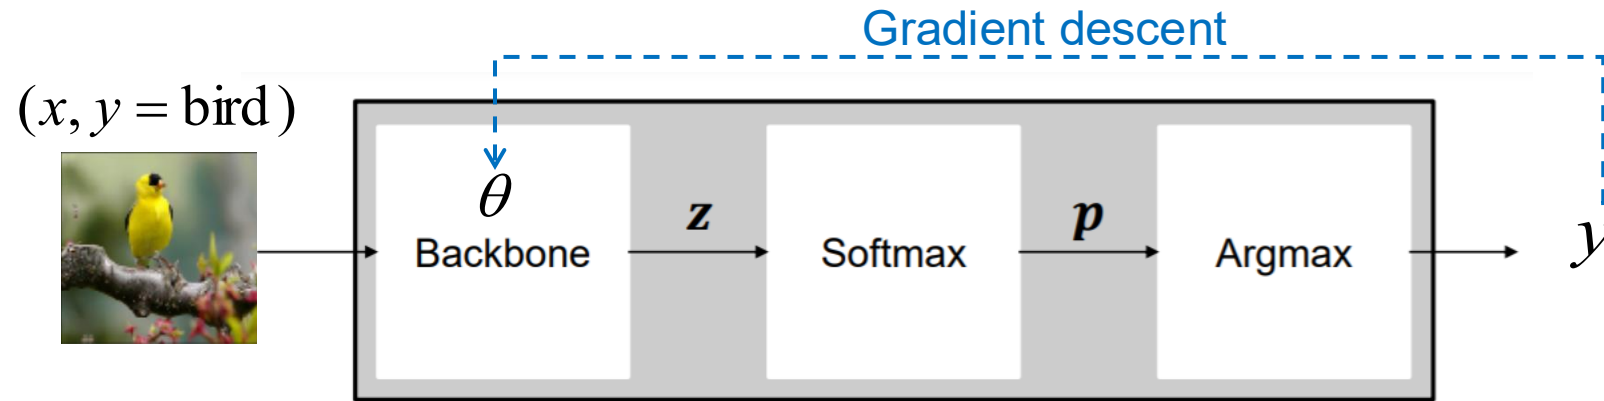 Gradient descent
(x, y = bird)
θ
Backbone
z
Softmax
p
Argmax
y